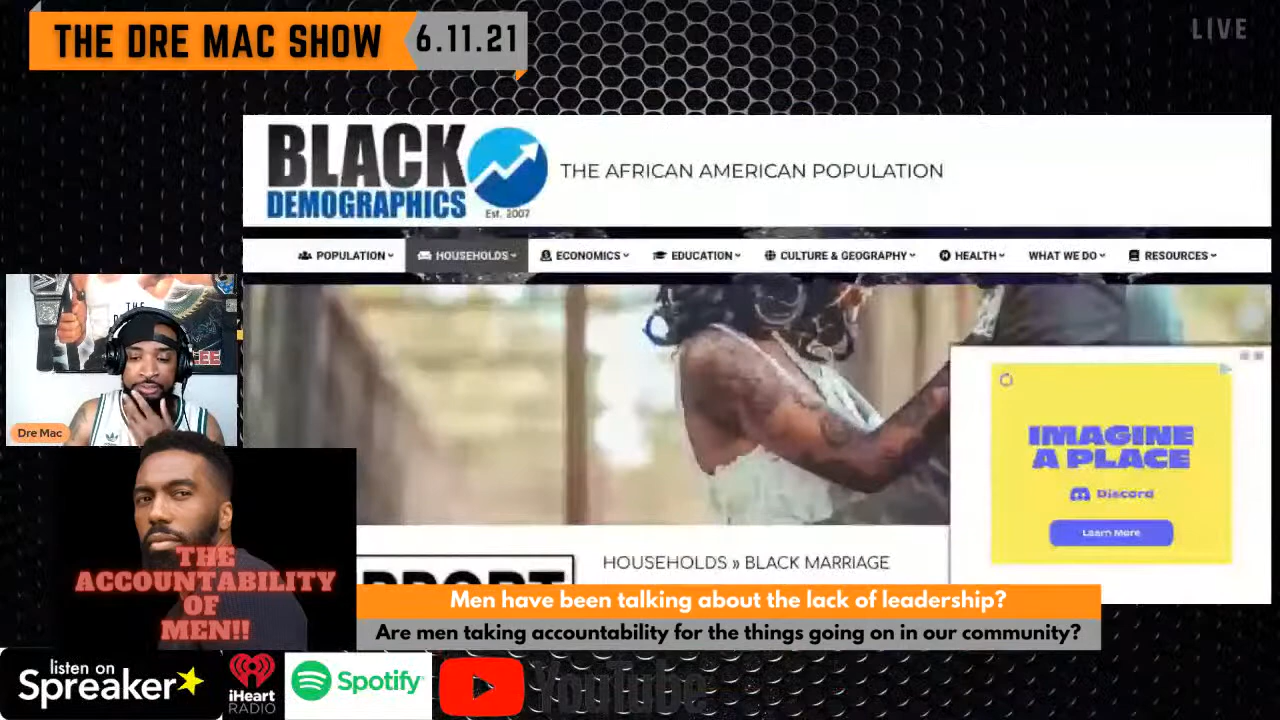 THE DRE MAC SHOW
6.11.21
LIVE
BLACK
DEMOGRAPHICS
Est. 2007
THE AFRICAN AMERICAN POPULATION
POPULATION
HOUSEHOLDS
ECONOMICS
EDUCATION
CULTURE & GEOGRAPHY
HEALTH
WHAT WE DO
RESOURCES
THE
Dre Mac
IMAGINE
A PLACE
Discord
Learn More
HOUSEHOLDS » BLACK MARRIAGE
THE
ACCOUNTABILITY
OF
MEN!!
Men have been talking about the lack of leadership?
Are men taking accountability for the things going on in our community?
listen on
Spreaker
iHeart
RADIO
Spotify
YouTube